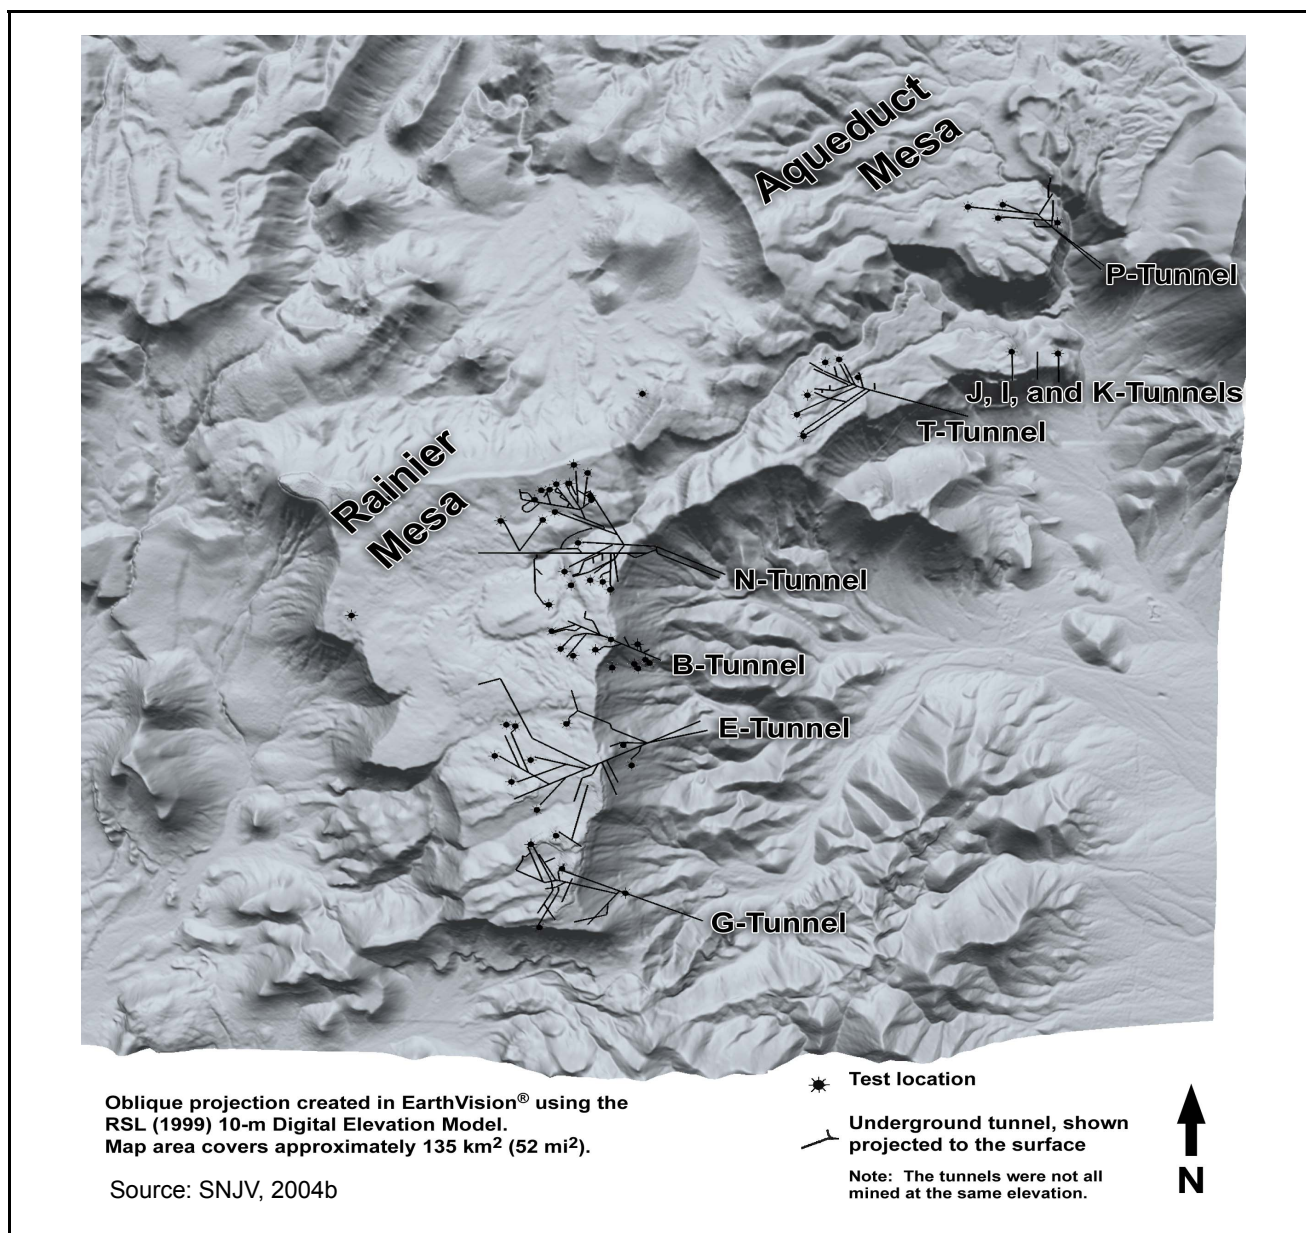 Aqueduct
Mesa
P-Tunnel
J, I, and K-Tunnels
T-Tunnel
Rainier
Mesa
N-Tunnel
B-Tunnel
E-Tunnel
G-Tunnel
Oblique projection created in EarthVision® using the
RSL (1999) 10-m Digital Elevation Model.
Map area covers approximately 135 km² (52 mi²).
Source: SNJV, 2004b
Test location
Underground tunnel, shown
projected to the surface
Note: The tunnels were not all
mined at the same elevation.
N